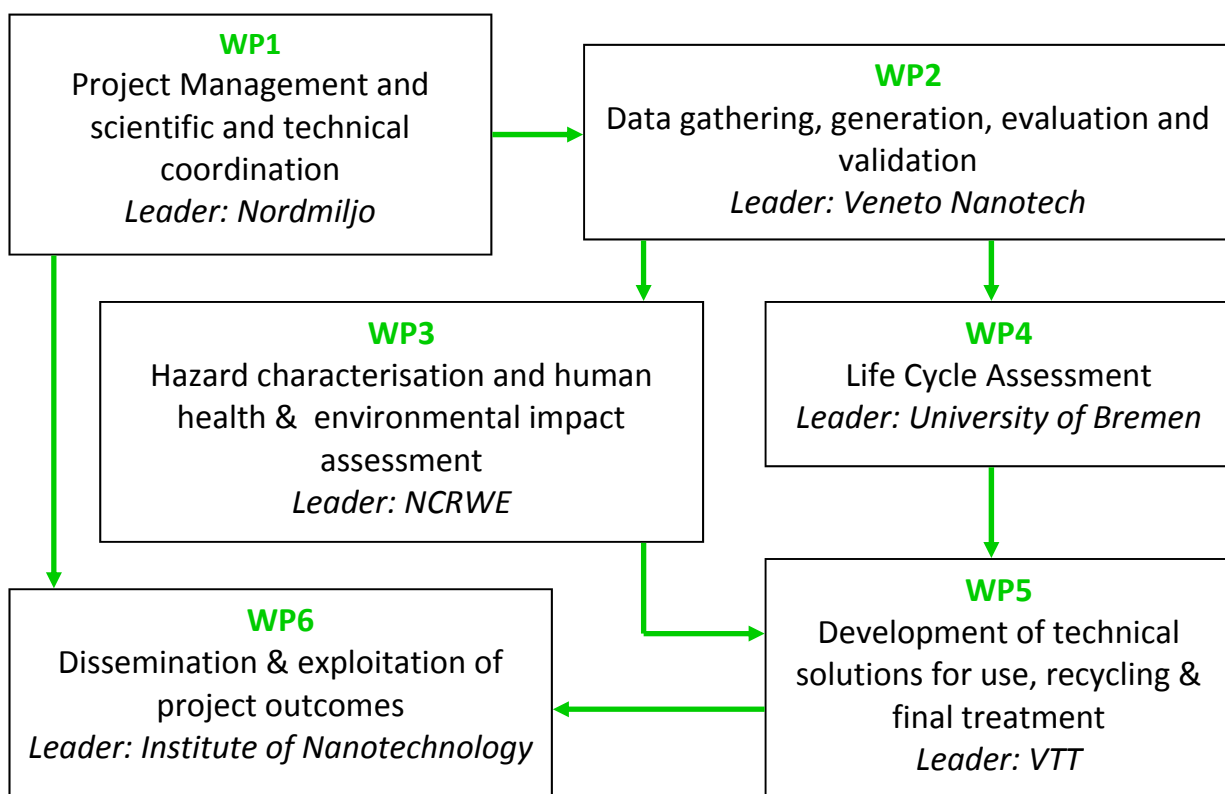 WP1
Project Management and
scientific and technical
coordination
Leader: Nordmiljo
WP2
Data gathering, generation, evaluation and
validation
Leader: Veneto Nanotech
WP3
Hazard characterisation and human
health &  environmental impact
assessment
Leader: NCRWE
WP4
Life Cycle Assessment
Leader: University of Bremen
WP6
Dissemination & exploitation of
project outcomes
Leader: Institute of Nanotechnology
WP5
Development of technical
solutions for use, recycling &
final treatment
Leader: VTT